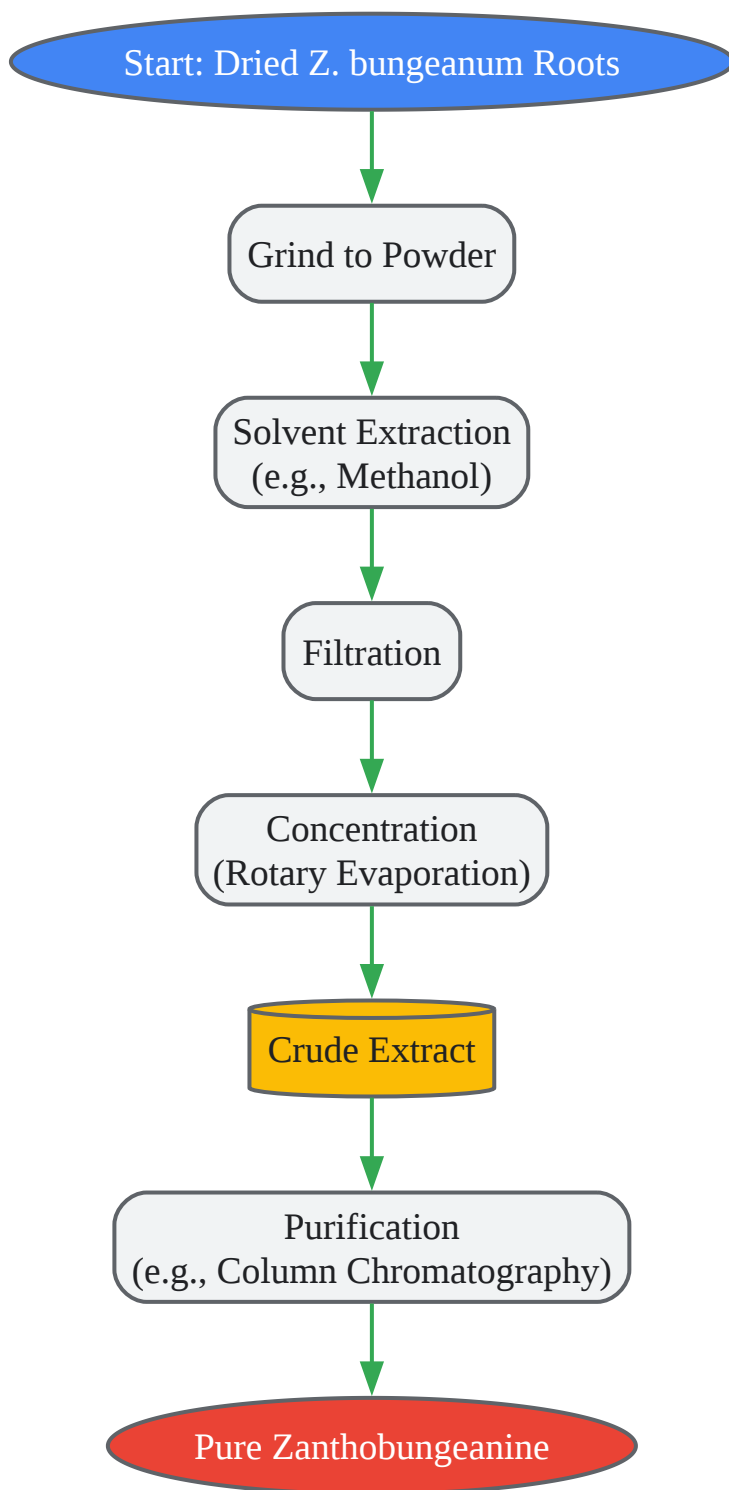 Start: Dried Z. bungeanum Roots
Grind to Powder
Solvent Extraction
(e.g., Methanol)
Filtration
Concentration
(Rotary Evaporation)
Crude Extract
Purification
(e.g., Column Chromatography)
Pure Zanthobungeanine